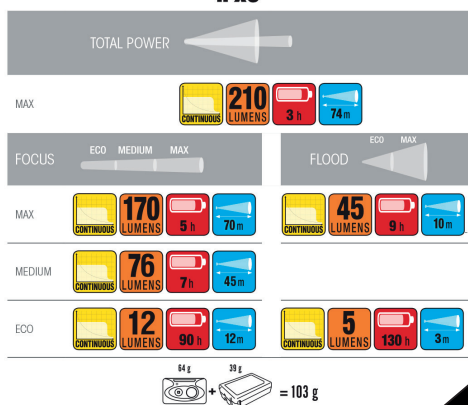 TOTAL POWER
MAX
CONTINUOUS 210 LUMENS 3 h 74 m
FOCUS ECO MEDIUM MAX
FLOOD ECO MAX
MAX
CONTINUOUS 170 LUMENS 5 h 70 m
CONTINUOUS 45 LUMENS 9 h 10 m
MEDIUM
CONTINUOUS 76 LUMENS 7 h 45 m
ECO
CONTINUOUS 12 LUMENS 90 h 12 m
CONTINUOUS 5 LUMENS 130 h 3 m
64 g 39 g
+ = 103 g